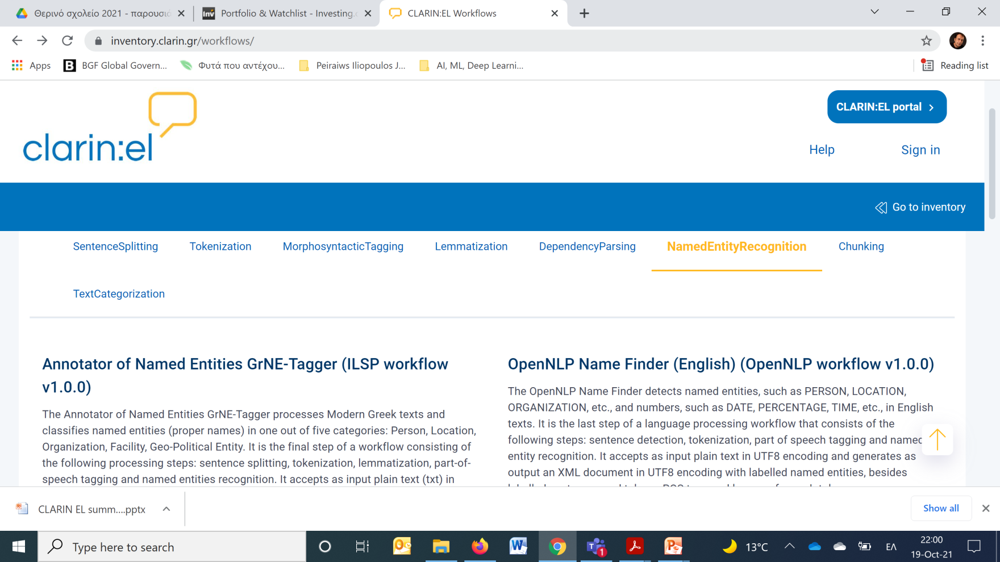 Θερινό σχολείο 2021 - παρουσιά
Inv
Portfolio & Watchlist - Investing.
CLARIN:EL Workflows
inventory.clarin.gr/workflows/
Apps
B
BGF Global Govern...
Φυτά που αντέχου...
Peiraiws Iliopoulos J...
AI, ML, Deep Learni...
Reading list
clarin:el
CLARIN:EL portal
Help
Sign in
Go to inventory
SentenceSplitting
Tokenization
MorphosyntacticTagging
Lemmatization
DependencyParsing
NamedEntityRecognition
Chunking
TextCategorization
Annotator of Named Entities GrNE-Tagger (ILSP workflow
v1.0.0)
The Annotator of Named Entities GrNE-Tagger processes Modern Greek texts and
classifies named entities (proper names) in one out of five categories: Person, Location,
Organization, Facility, Geo-Political Entity. It is the final step of a workflow consisting of
the following processing steps: sentence splitting, tokenization, lemmatization, part-of-
speech tagging and named entities recognition. It accepts as input plain text (txt) in
OpenNLP Name Finder (English) (OpenNLP workflow v1.0.0)
The OpenNLP Name Finder detects named entities, such as PERSON, LOCATION,
ORGANIZATION, etc., and numbers, such as DATE, PERCENTAGE, TIME, etc., in English
texts. It is the last step of a language processing workflow that consists of the
following steps: sentence detection, tokenization, part of speech tagging and named
entity recognition. It accepts as input plain text in UTF8 encoding and generates as
output an XML document in UTF8 encoding with labelled named entities, besides
CLARIN EL summ....pptx
Show all
Type here to search
1
13°C
ΕΛ
22:00
19-Oct-21